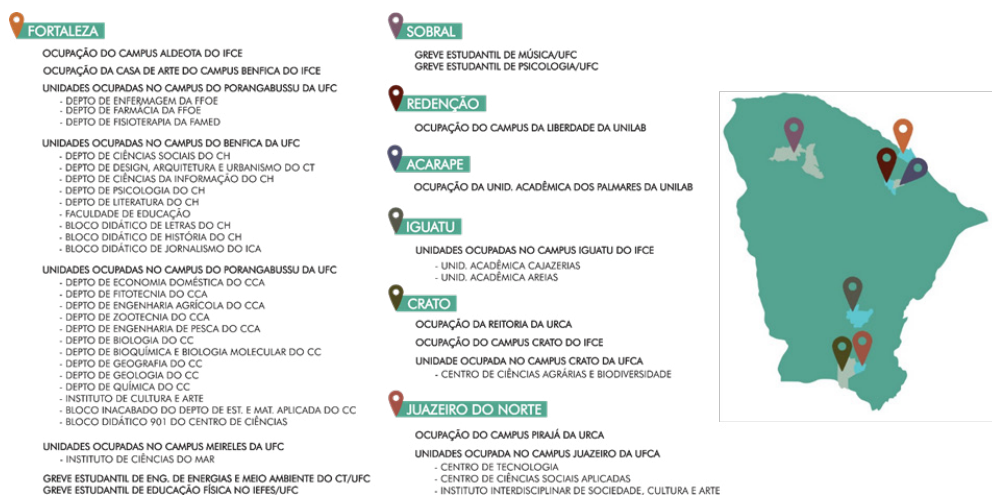 FORTALEZA
OCUPAÇÃO DO CAMPUS ALDEOTA DO IFCE
OCUPAÇÃO DA CASA DE ARTE DO CAMPUS BENFICA DO IFCE
UNIDADES OCUPADAS NO CAMPUS DO PORANGABUSSU DA UFC
- DEPTO DE ENFERMAGEM DA FFOE
- DEPTO DE FARMÁCIA DA FFOE
- DEPTO DE FISIOTERAPIA DA FAMED
UNIDADES OCUPADAS NO CAMPUS DO BENFICA DA UFC
- DEPTO DE CIÊNCIAS SOCIAIS DO CH
- DEPTO DE DESIGN, ARQUITETURA E URBANISMO DO CT
- DEPTO DE CIÊNCIAS DA INFORMAÇÃO DO CH
- DEPTO DE PSICOLOGIA DO CH
- DEPTO DE LITERATURA DO CH
- FACULDADE DE EDUCAÇÃO
- BLOCO DIDÁTICO DE LETRAS DO CH
- BLOCO DIDÁTICO DE HISTÓRIA DO CH
- BLOCO DIDÁTICO DE JORNALISMO DO ICA
UNIDADES OCUPADAS NO CAMPUS DO PORANGABUSSU DA UFC
- DEPTO DE ECONOMIA DOMÉSTICA DO CCA
- DEPTO DE FITOTECNIA DO CCA
- DEPTO DE ENGENHARIA AGRÍCOLA DO CCA
- DEPTO DE ZOOTECNIA DO CCA
- DEPTO DE ENGENHARIA DE PESCA DO CCA
- DEPTO DE BIOLOGIA DO CC
- DEPTO DE BIOQUÍMICA E BIOLOGIA MOLECULAR DO CC
- DEPTO DE GEOGRAFIA DO CC
- DEPTO DE GEOLOGIA DO CC
- DEPTO DE QUÍMICA DO CC
- INSTITUTO DE CULTURA E ARTE
- BLOCO INACABADO DO DEPTO DE EST. E MAT. APLICADA DO CC
- BLOCO DIDÁTICO 901 DO CENTRO DE CIÊNCIAS
UNIDADES OCUPADAS NO CAMPUS MEIRELES DA UFC
- INSTITUTO DE CIÊNCIAS DO MAR
GREVE ESTUDANTIL DE ENG. DE ENERGIAS E MEIO AMBIENTE DO CT/UFC
GREVE ESTUDANTIL DE EDUCAÇÃO FÍSICA NO IEFES/UFC
SOBRAL
GREVE ESTUDANTIL DE MÚSICA/UFC
GREVE ESTUDANTIL DE PSICOLOGIA/UFC
REDENÇÃO
OCUPAÇÃO DO CAMPUS DA LIBERDADE DA UNILAB
ACARAPE
OCUPAÇÃO DA UNID. ACADÊMICA DOS PALMARES DA UNILAB
IGUATU
UNIDADES OCUPADAS NO CAMPUS IGUATU DO IFCE
- UNID. ACADÊMICA CAJAZERIAS
- UNID. ACADÊMICA AREIAS
CRATO
OCUPAÇÃO DA REITORIA DA URCA
OCUPAÇÃO DO CAMPUS CRATO DO IFCE
UNIDADE OCUPADA NO CAMPUS CRATO DA UFCA
- CENTRO DE CIÊNCIAS AGRÁRIAS E BIODIVERSIDADE
JUAZEIRO DO NORTE
OCUPAÇÃO DO CAMPUS PIRAJÁ DA URCA
UNIDADES OCUPADA NO CAMPUS JUAZEIRO DA UFCA
- CENTRO DE TECNOLOGIA
- CENTRO DE CIÊNCIAS SOCIAIS APLICADAS
- INSTITUTO INTERDISCIPLINAR DE SOCIEDADE, CULTURA E ARTE